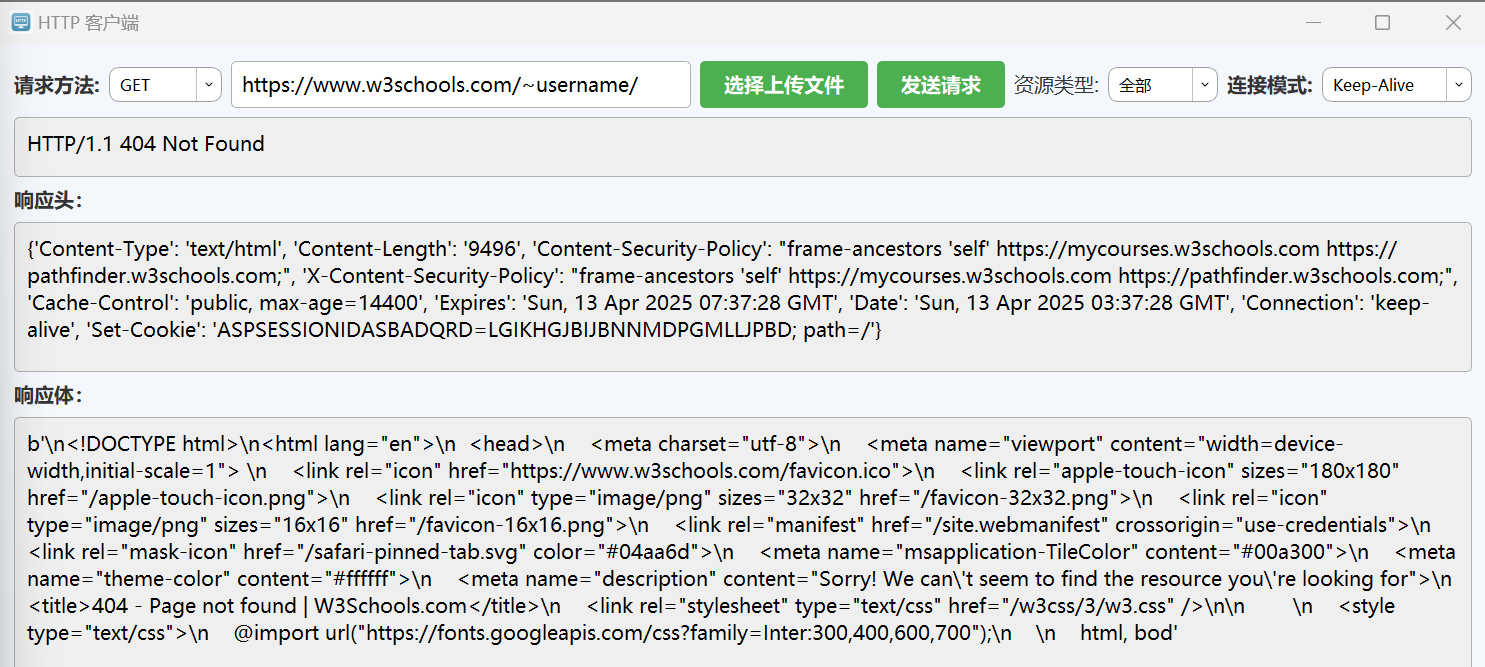 HTTP 客户端
请求方法: GET https://www.w3schools.com/~username/ 选择上传文件 发送请求 资源类型: 全部 连接模式: Keep-Alive
HTTP/1.1 404 Not Found
响应头:
{'Content-Type': 'text/html', 'Content-Length': '9496', 'Content-Security-Policy': "frame-ancestors 'self' https://mycourses.w3schools.com https://
pathfinder.w3schools.com;", 'X-Content-Security-Policy': "frame-ancestors 'self' https://mycourses.w3schools.com https://pathfinder.w3schools.com;",
'Cache-Control': 'public, max-age=14400', 'Expires': 'Sun, 13 Apr 2025 07:37:28 GMT', 'Date': 'Sun, 13 Apr 2025 03:37:28 GMT', 'Connection': 'keep-
alive', 'Set-Cookie': 'ASPSESSIONIDASBADQRD=LGIKHGJBIJBNNMDPGMLLJPBD; path=/'}
响应体:
b'\n<!DOCTYPE html>\n<html lang="en">\n  <head>\n    <meta charset="utf-8">\n    <meta name="viewport" content="width=device-
width,initial-scale=1"> \n    <link rel="icon" href="https://www.w3schools.com/favicon.ico">\n    <link rel="apple-touch-icon" sizes="180x180"
href="/apple-touch-icon.png">\n    <link rel="icon" type="image/png" sizes="32x32" href="/favicon-32x32.png">\n    <link rel="icon"
type="image/png" sizes="16x16" href="/favicon-16x16.png">\n    <link rel="manifest" href="/site.webmanifest" crossorigin="use-credentials">\n
<link rel="mask-icon" href="/safari-pinned-tab.svg" color="#04aa6d">\n    <meta name="msapplication-TileColor" content="#00a300">\n    <meta
name="theme-color" content="#ffffff">\n    <meta name="description" content="Sorry! We can\'t seem to find the resource you\'re looking for">\n
<title>404 - Page not found | W3Schools.com</title>\n    <link rel="stylesheet" type="text/css" href="/w3css/3/w3.css" />\n\n        \n    <style
type="text/css">\n    @import url("https://fonts.googleapis.com/css?family=Inter:300,400,600,700");\n    \n    html, bod'